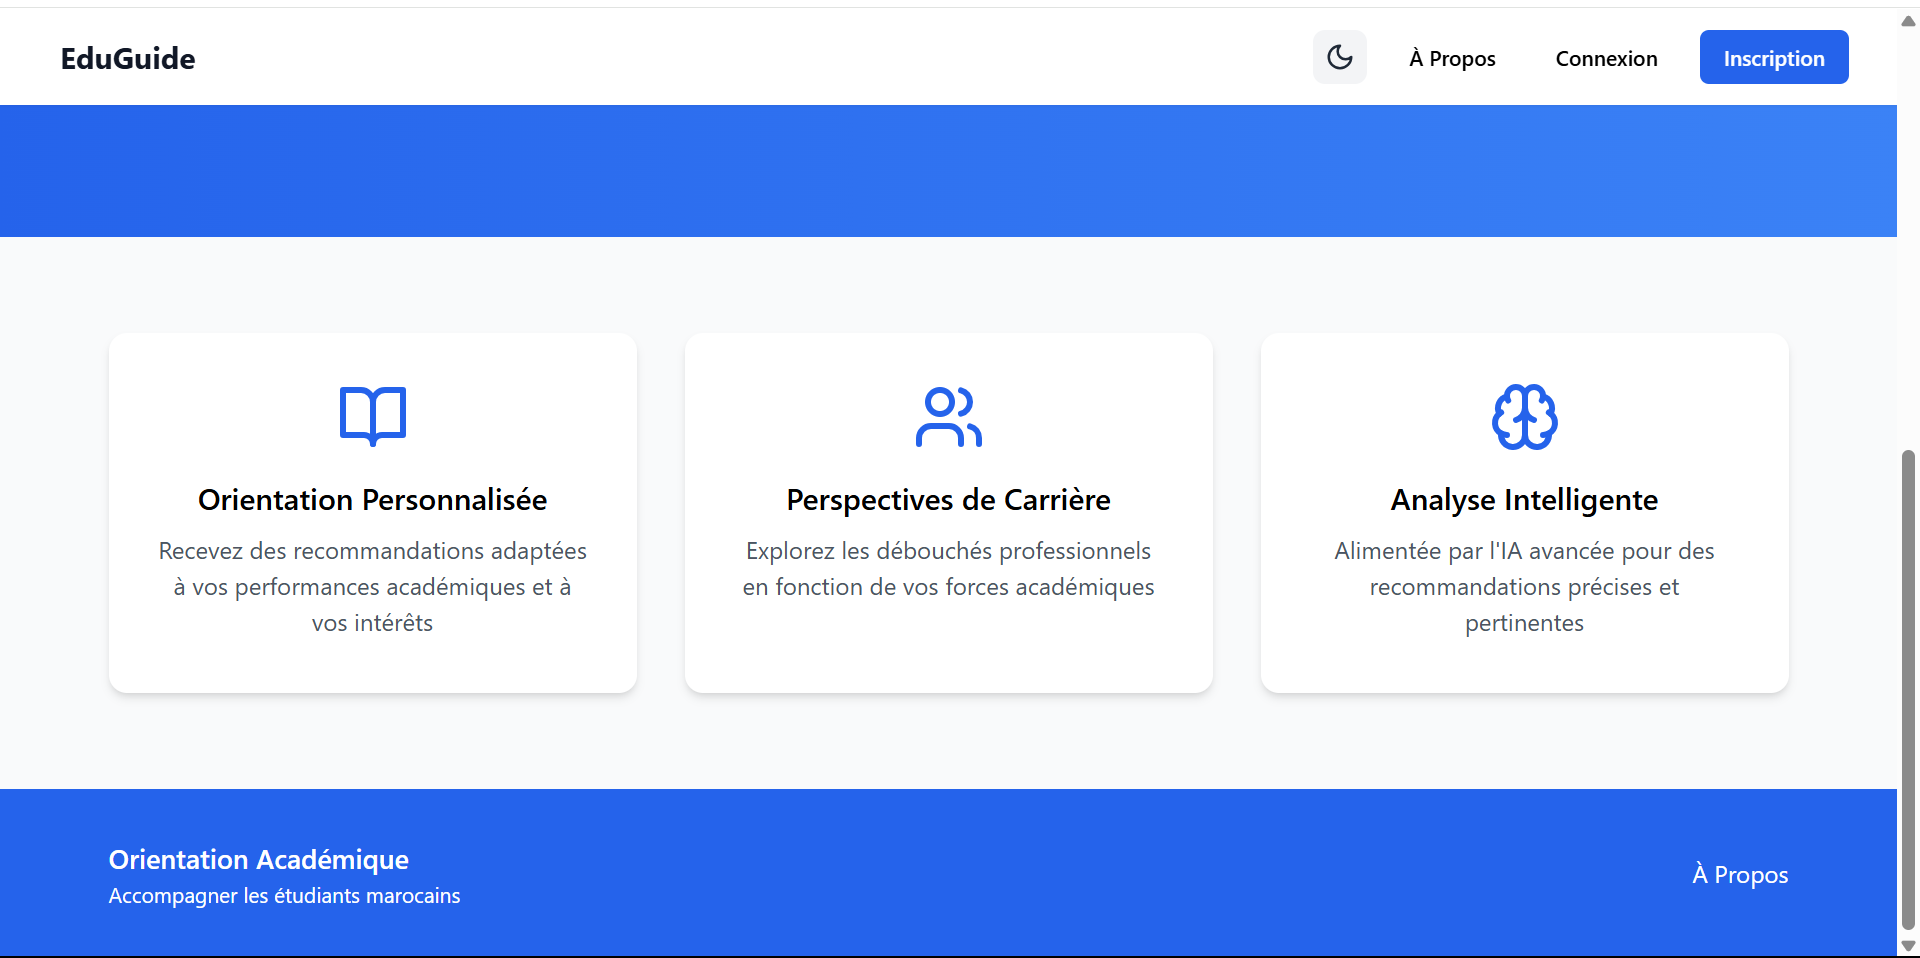 EduGuide
À Propos
Connexion
Inscription
Orientation Personnalisée
Recevez des recommandations adaptées
à vos performances académiques et à
vos intérêts
Perspectives de Carrière
Explorez les débouchés professionnels
en fonction de vos forces académiques
Analyse Intelligente
Alimentée par l'IA avancée pour des
recommandations précises et
pertinentes
Orientation Académique
Accompagner les étudiants marocains
À Propos